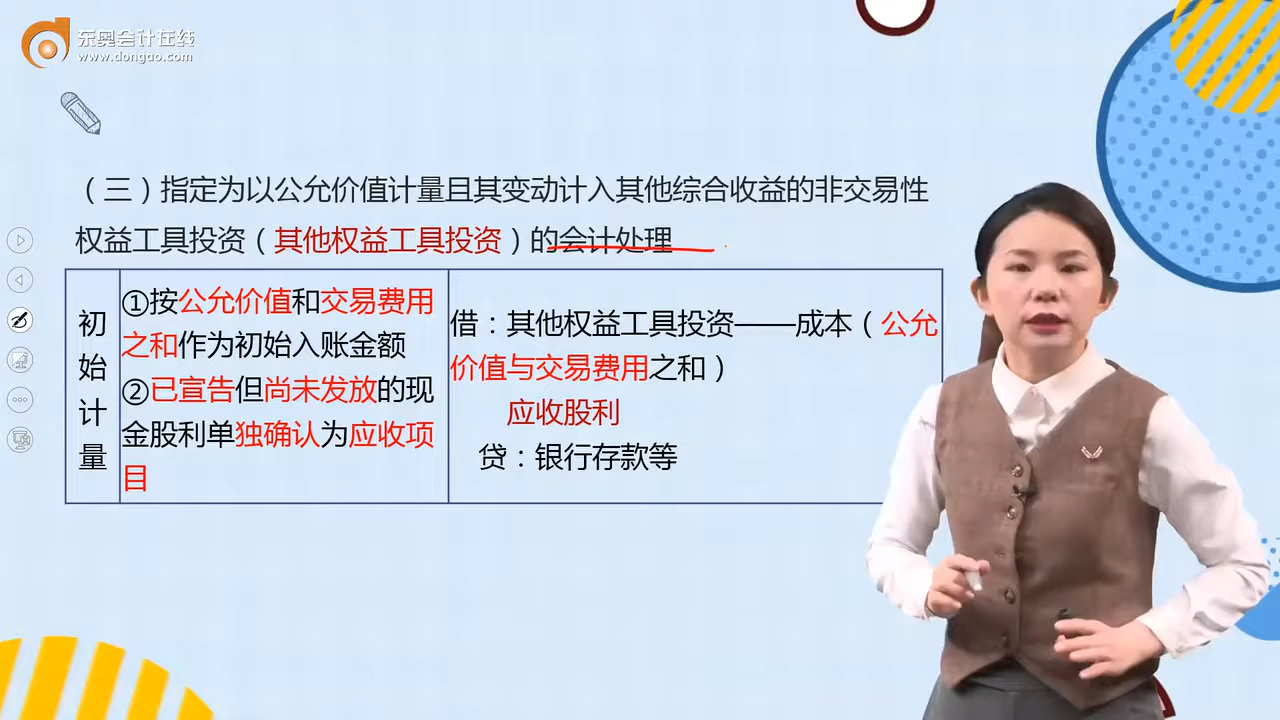 东奥会计在线
www.dongao.com
（三）指定为以公允价值计量且其变动计入其他综合收益的非交易性
权益工具投资（其他权益工具投资）的会计处理
初始计量
①按公允价值和交易费用
之和作为初始入账金额
②已宣告但尚未发放的现
金股利单独确认为应收项
目
借：其他权益工具投资——成本（公允
价值与交易费用之和）
应收股利
贷：银行存款等